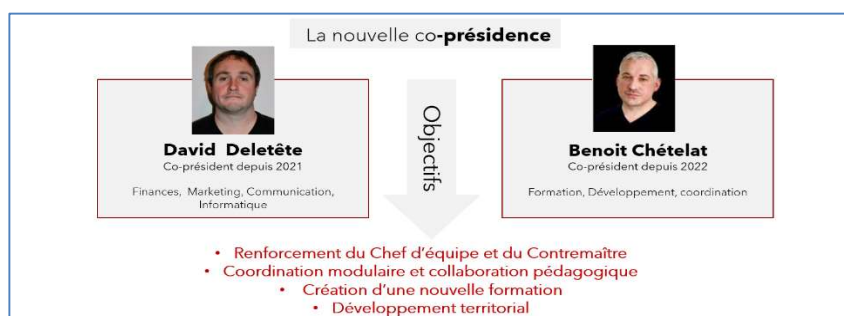 La nouvelle co-présidence
David Deletête
Co-président depuis 2021
Finances, Marketing, Communication,
Informatique
Objectifs
Benoit Chételat
Co-président depuis 2022
Formation, Développement, coordination
• Renforcement du Chef d'équipe et du Contremaître
• Coordination modulaire et collaboration pédagogique
• Création d'une nouvelle formation
• Développement territorial